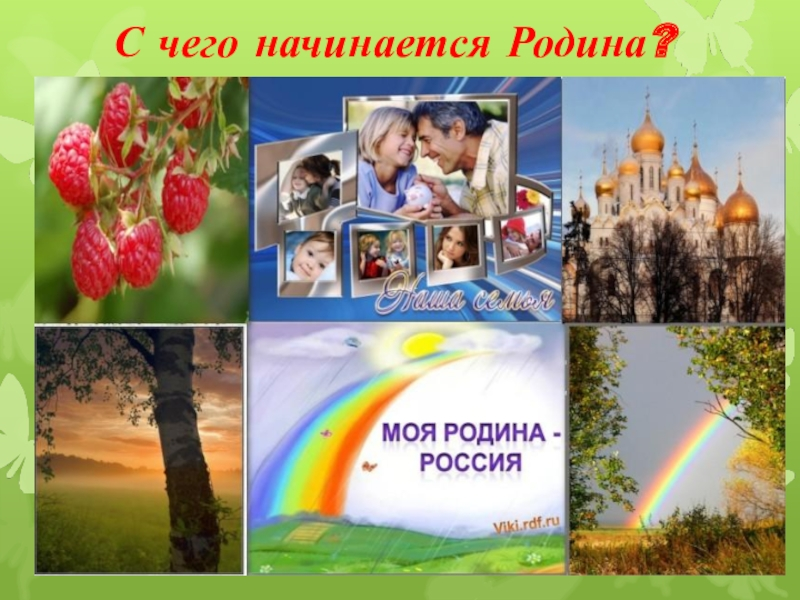 С чего начинается Родина?
Наша семья
МОЯ РОДИНА -
РОССИЯ
Viki.rdf.ru